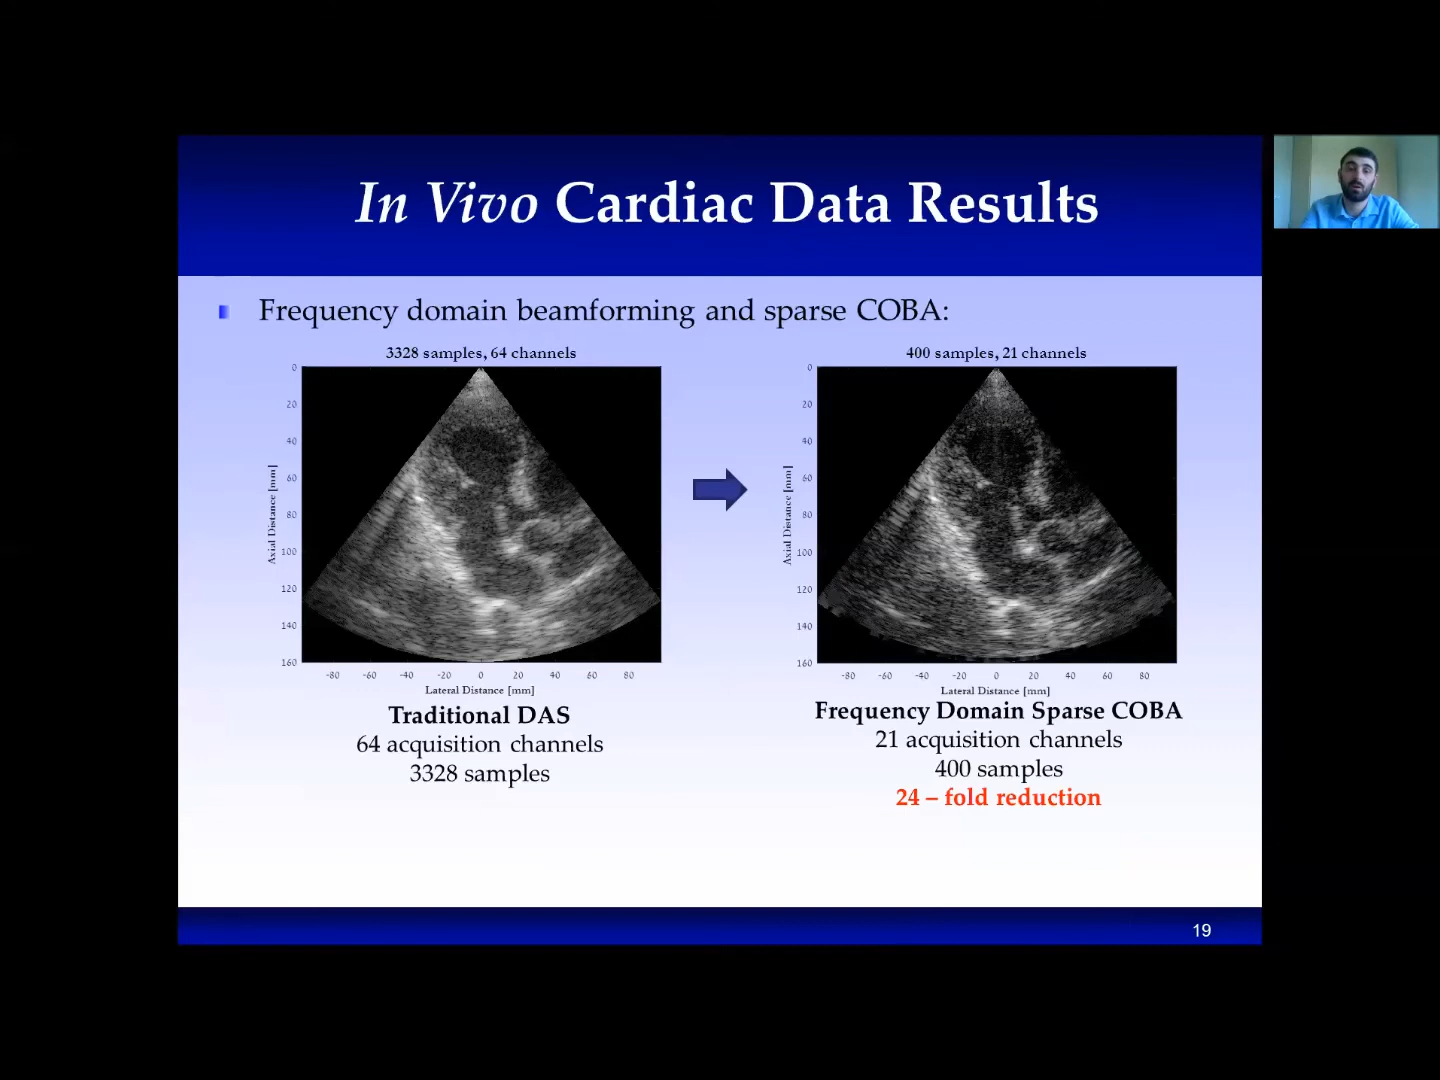 In Vivo Cardiac Data Results
Frequency domain beamforming and sparse COBA:
3328 samples, 64 channels
0
20
40
60
80
100
120
140
160
Axial Distance [mm]
-80 -60 -40 -20 0 20 40 60 80
Lateral Distance [mm]
Traditional DAS
64 acquisition channels
3328 samples
400 samples, 21 channels
0
20
40
60
80
100
120
140
160
Axial Distance [mm]
-80 -60 -40 -20 0 20 40 60 80
Lateral Distance [mm]
Frequency Domain Sparse COBA
21 acquisition channels
400 samples
24 – fold reduction
19